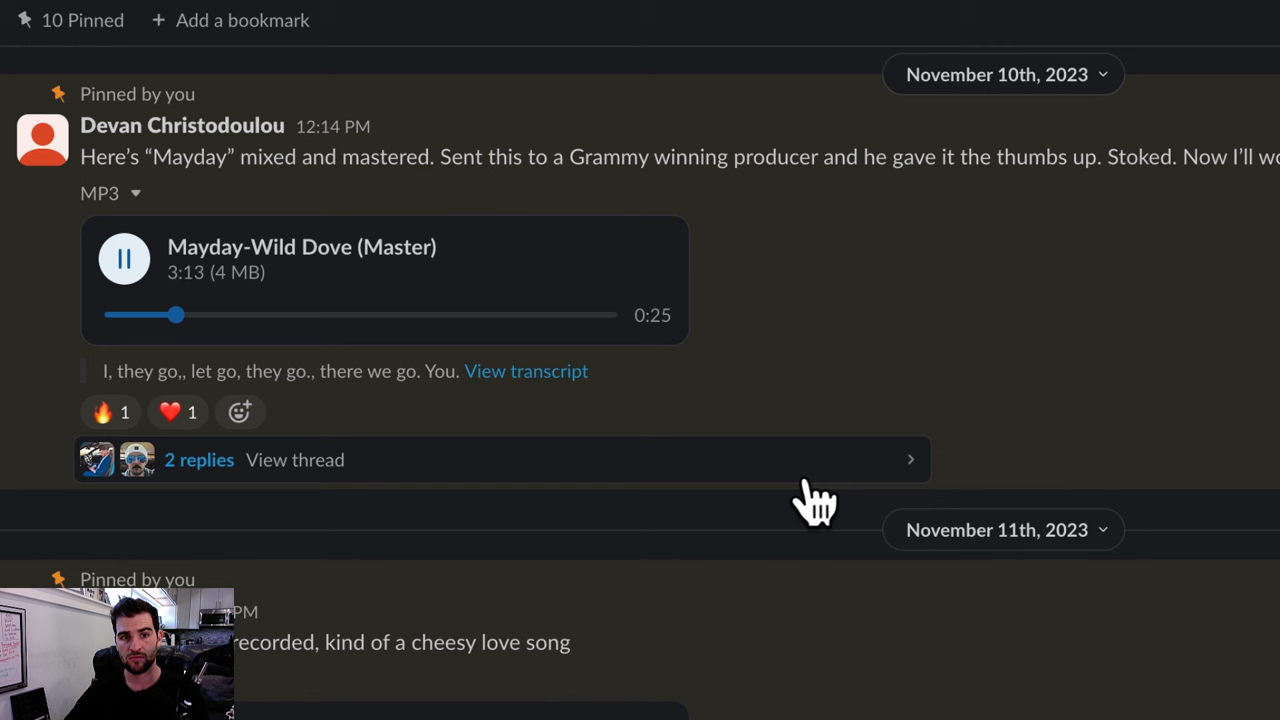 10 Pinned + Add a bookmark
November 10th, 2023
Pinned by you
Devan Christodoulou 12:14 PM
Here’s “Mayday” mixed and mastered. Sent this to a Grammy winning producer and he gave it the thumbs up. Stoked. Now I’ll
MP3
Mayday-Wild Dove (Master)
3:13 (4 MB)
0:25
I, they go,, let go, they go., there we go. You. View transcript
1 1
2 replies View thread
November 11th, 2023
Pinned by you
PM
recorded, kind of a cheesy love song